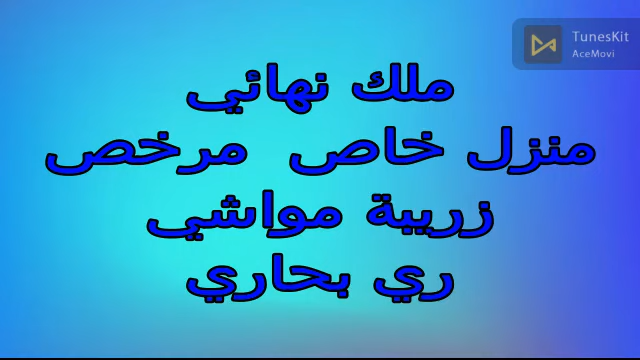 TunesKit
AceMovi
ملك نهائي
منزل خاص مرخص
زريبة مواشي
ري بحاري